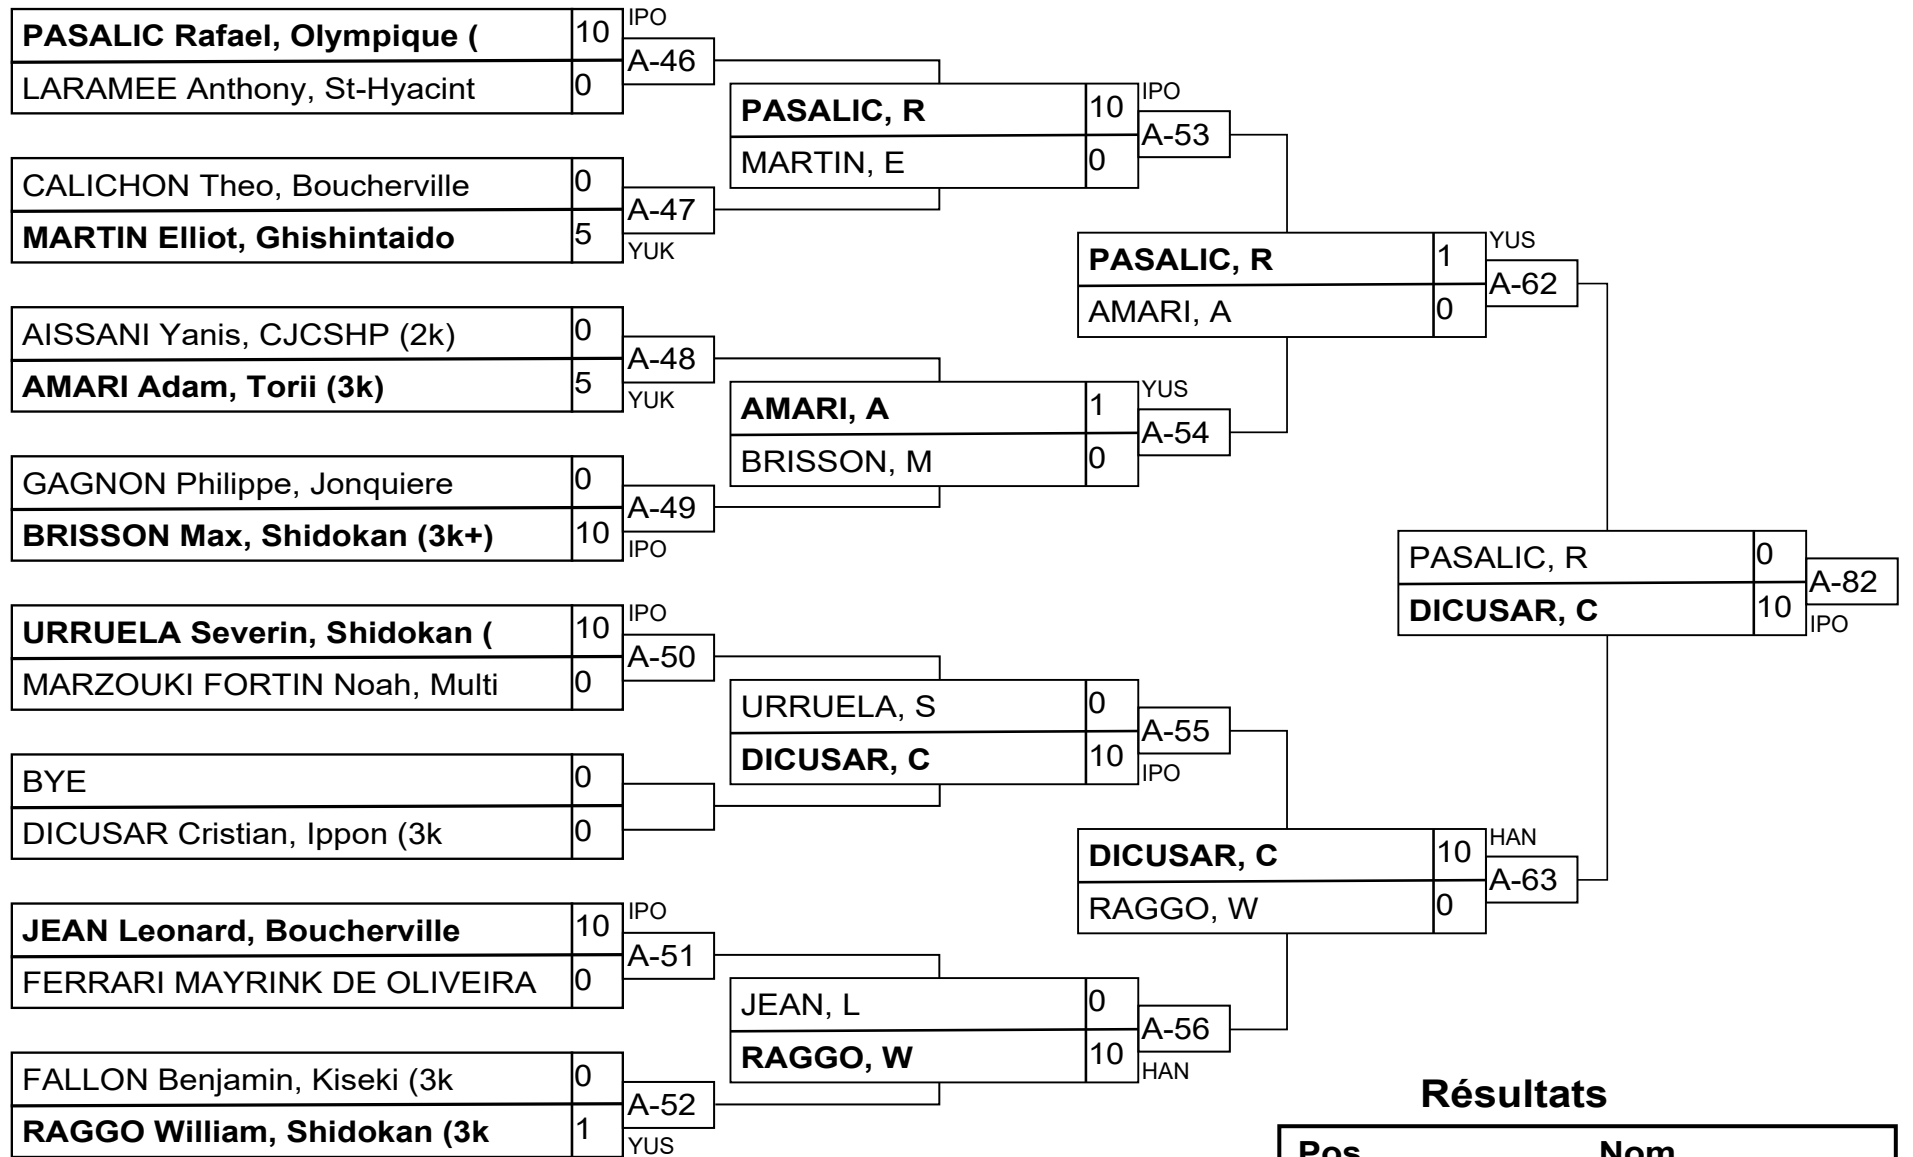 PASALIC Rafael, Olympique ( 10 IPO
A-46
LARAMEE Anthony, St-Hyacint 0
CALICHON Theo, Boucherville 0
A-47
MARTIN Elliot, Ghishintaido 5 YUK
AISSANI Yanis, CJCSHP (2k) 0
A-48
AMARI Adam, Torii (3k) 5 YUK
GAGNON Philippe, Jonquiere 0
A-49
BRISSON Max, Shidokan (3k+) 10 IPO
URRUELA Severin, Shidokan ( 10 IPO
A-50
MARZOUKI FORTIN Noah, Multi 0
BYE 0
DICUSAR Cristian, Ippon (3k 0
JEAN Leonard, Boucherville 10 IPO
A-51
FERRARI MAYRINK DE OLIVEIRA 0
FALLON Benjamin, Kiseki (3k 0
A-52
RAGGO William, Shidokan (3k 1 YUS
PASALIC, R 10 IPO
A-53
MARTIN, E 0
AMARI, A 1 YUS
A-54
BRISSON, M 0
URRUELA, S 0
A-55
DICUSAR, C 10 IPO
JEAN, L 0
A-56
RAGGO, W 10 HAN
PASALIC, R 1 YUS
A-62
AMARI, A 0
DICUSAR, C 10 HAN
A-63
RAGGO, W 0
PASALIC, R 0
A-82
DICUSAR, C 10 IPO
Résultats
Pos Nom